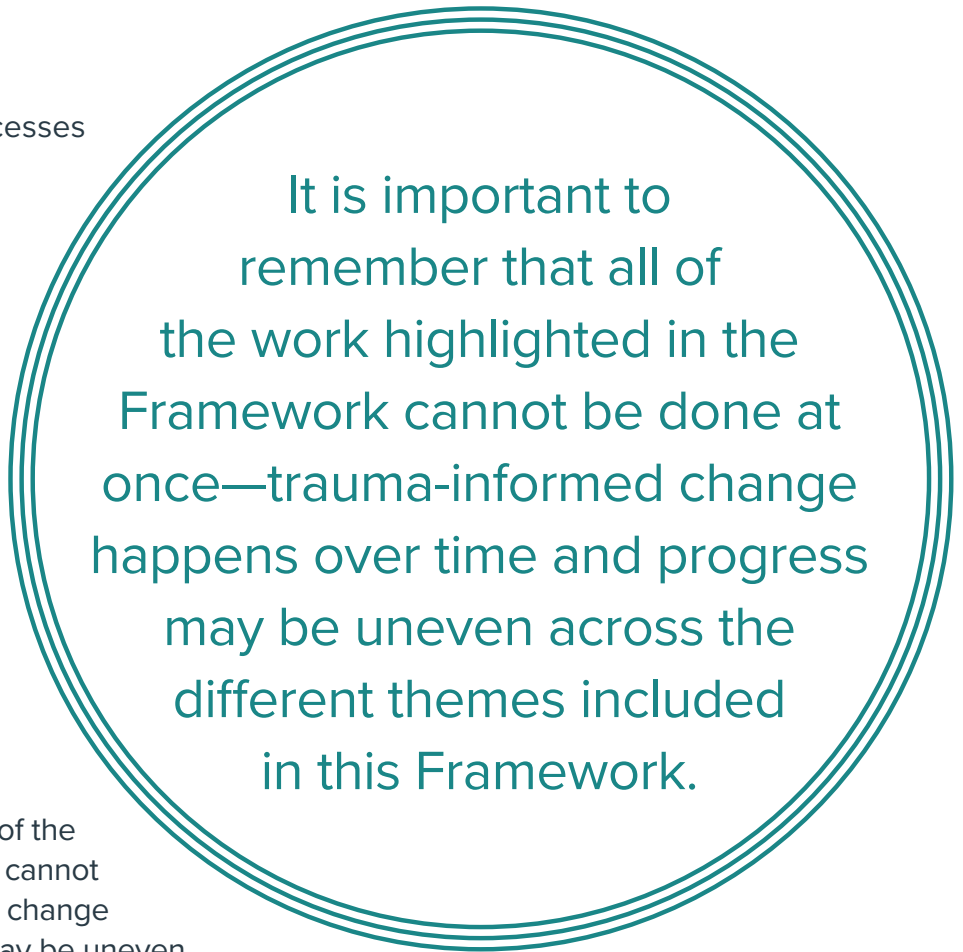 It is important to
remember that all of
the work highlighted in the
Framework cannot be done at
once—trauma-informed change
happens over time and progress
may be uneven across the
different themes included
in this Framework.
of the
cannot
change
be uneven